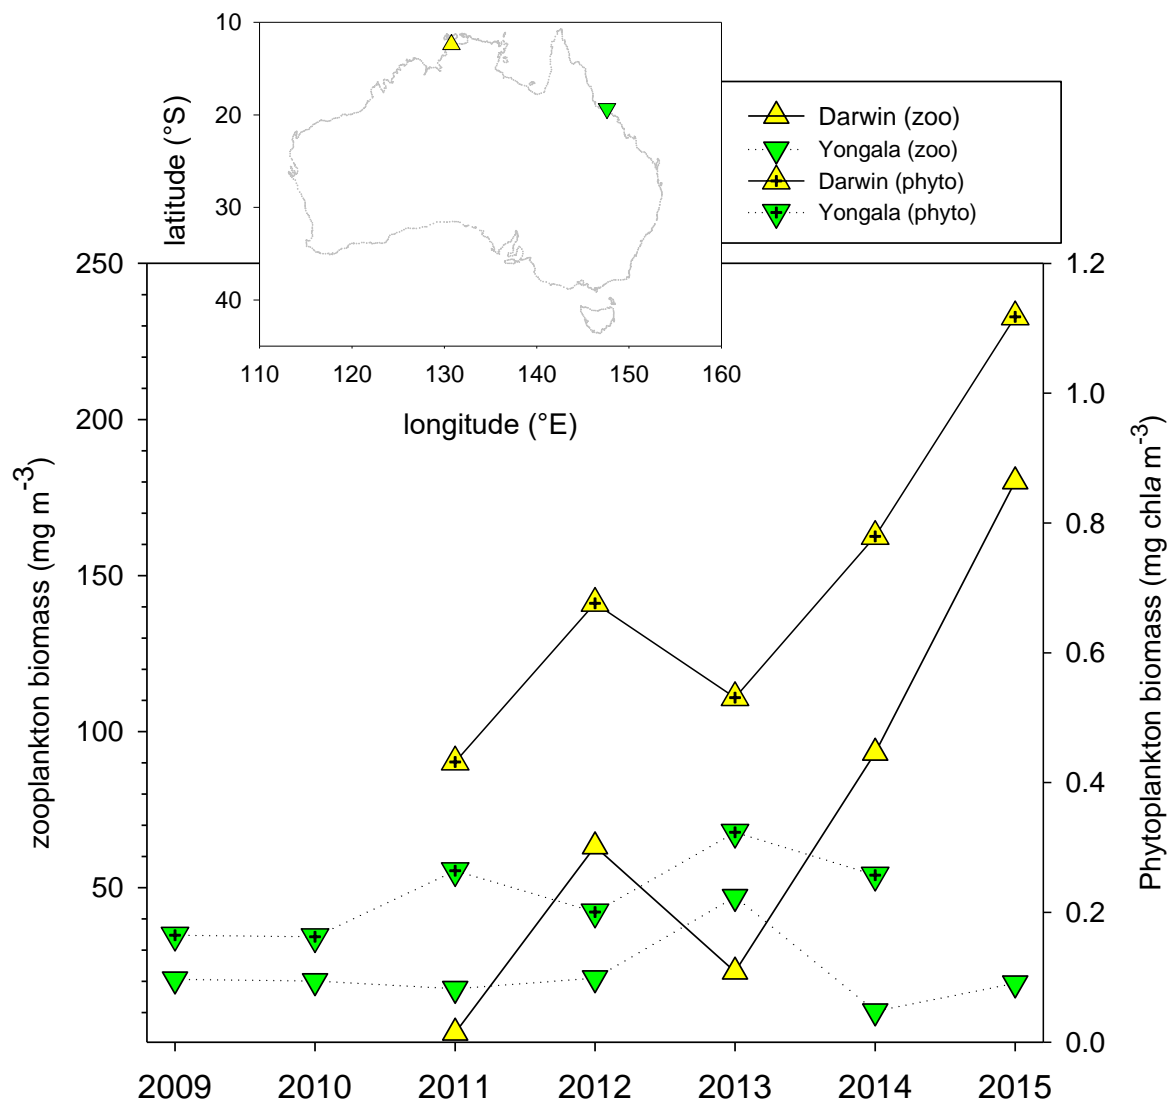 10
20
30
40
latitude (°S)
110 120 130 140 150 160
longitude (°E)
Darwin (zoo)
Yongala (zoo)
Darwin (phyto)
Yongala (phyto)
250
200
150
100
50
zooplankton biomass (mg m-3)
1.2
1.0
0.8
0.6
0.4
0.2
0.0
Phytoplankton biomass (mg chla m-3)
2009 2010 2011 2012 2013 2014 2015